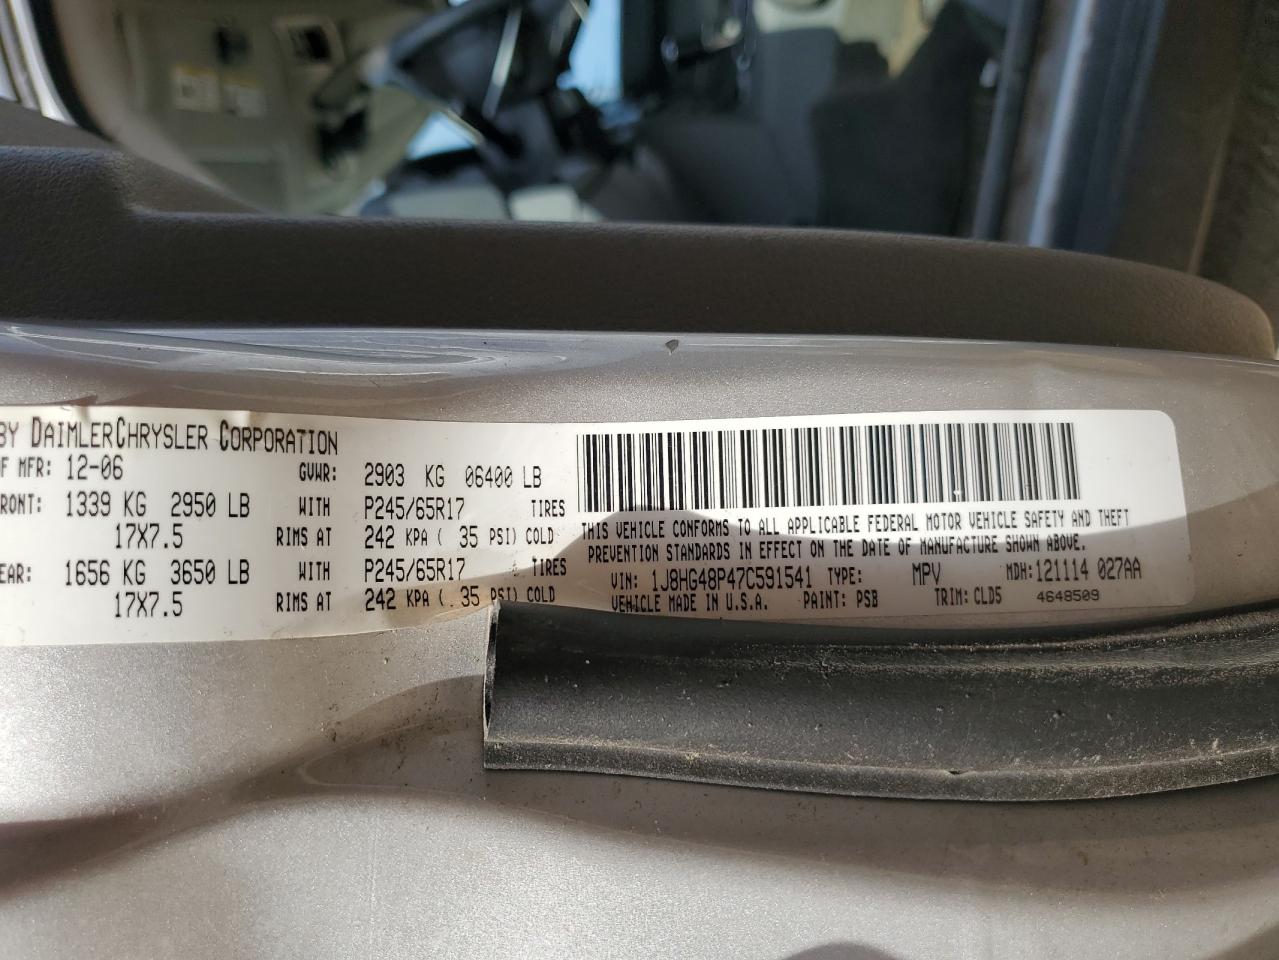 BY DAIMLERCHRYSLER CORPORATION
F MFR: 12-06 GVWR: 2903 KG 06400 LB
RONT: 1339 KG 2950 LB WITH P245/65R17 TIRES
17X7.5 RIMS AT 242 KPA ( 35 PSI) COLD
EAR: 1656 KG 3650 LB WITH P245/65R17 TIRES
17X7.5 RIMS AT 242 KPA ( 35 PSI) COLD
THIS VEHICLE CONFORMS TO ALL APPLICABLE FEDERAL MOTOR VEHICLE SAFETY AND THEFT
PREVENTION STANDARDS IN EFFECT ON THE DATE OF MANUFACTURE SHOWN ABOVE.
VIN: 1J8HG48P47C591541 TYPE: MPV MDH: 121114 027AA
VEHICLE MADE IN U.S.A. PAINT: PSB TRIM: CLD5 4648509